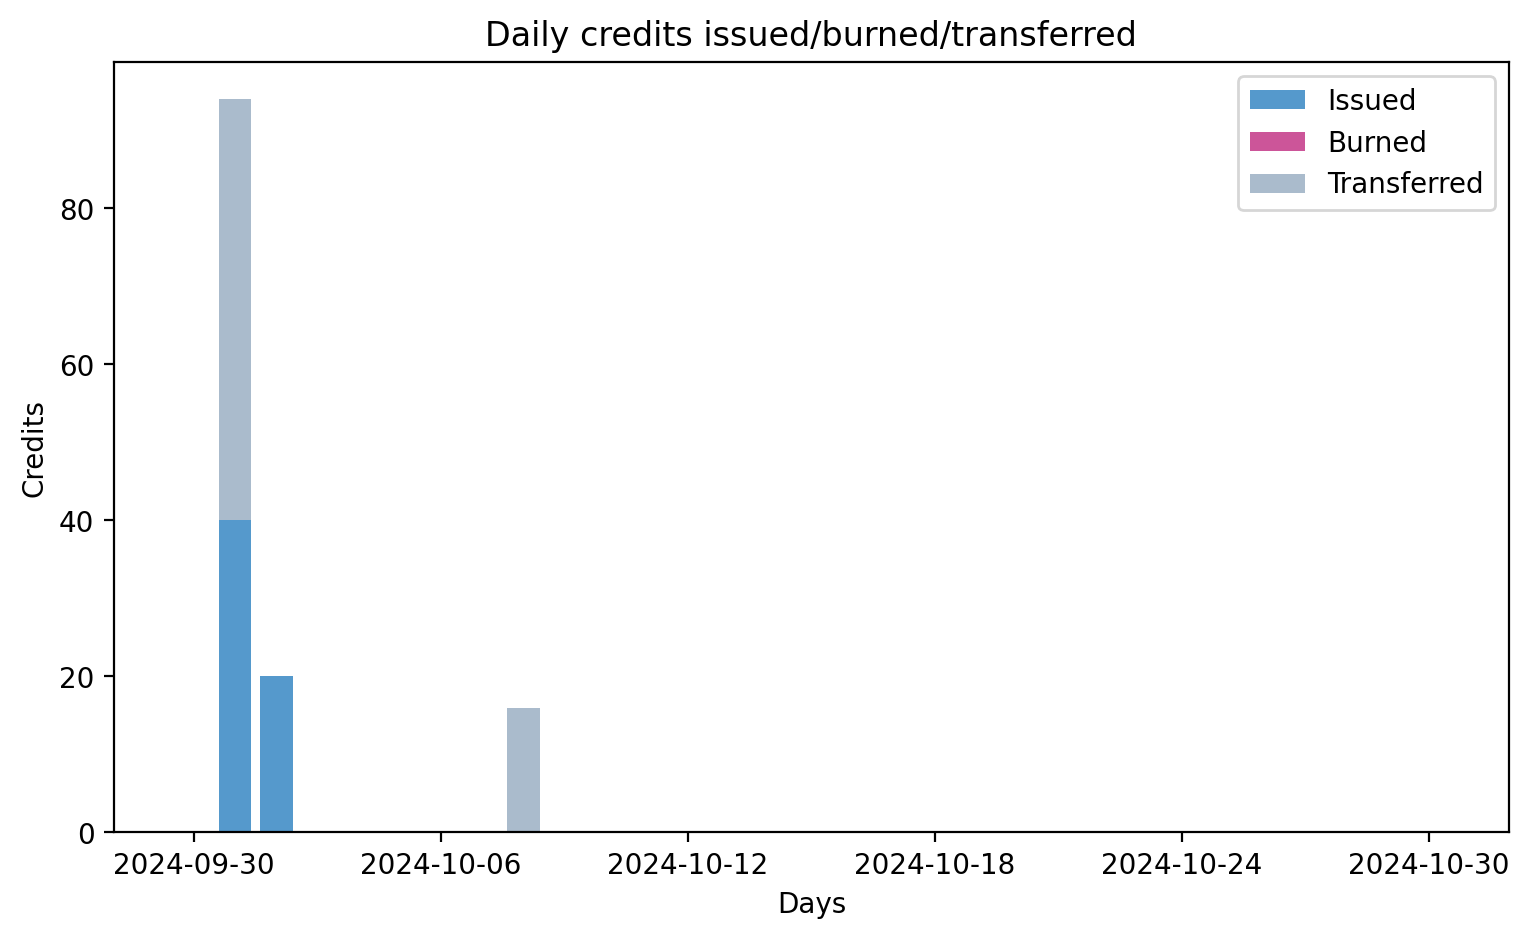 Daily credits issued/burned/transferred
Issued
Burned
Transferred
80
60
40
20
0
Credits
2024-09-30 2024-10-06 2024-10-12 2024-10-18 2024-10-24 2024-10-30
Days